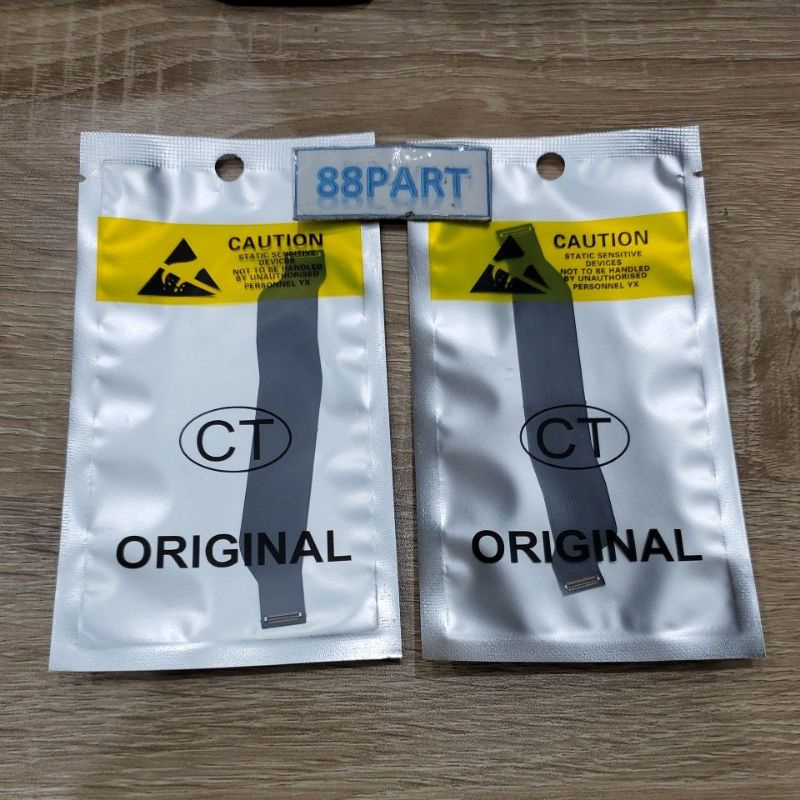 88PART
CAUTION
STATIC SENSITIVE
DEVICES
NOT TO BE HANDLED
BY UNAUTHORISED
PERSONNEL YX
CT
ORIGINAL
CAUTION
STATIC SENSITIVE
DEVICES
NOT TO BE HANDLED
BY UNAUTHORISED
PERSONNEL YX
CT
ORIGINAL